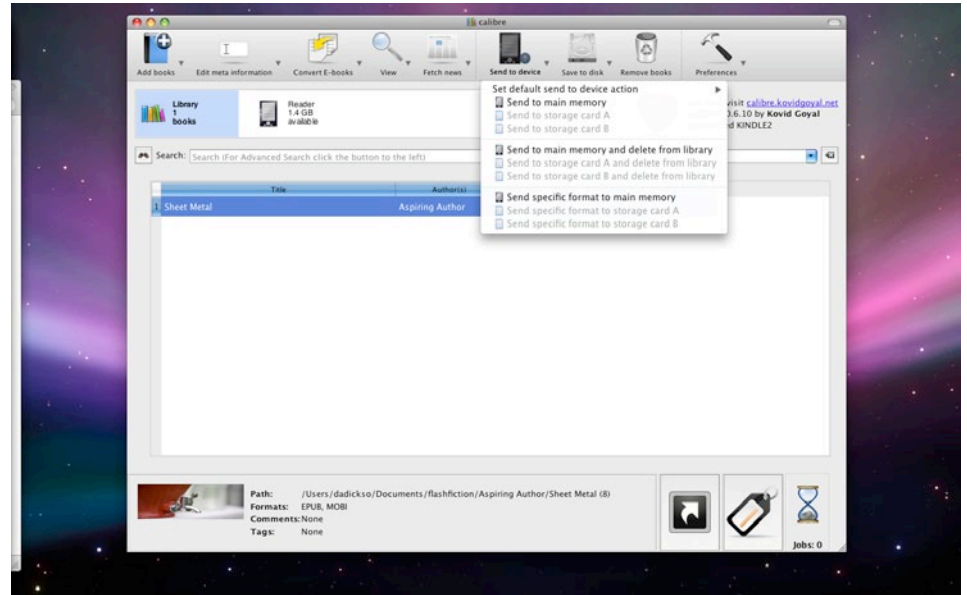 calibre
Add books Edit meta information Convert E-books View Fetch news Send to device Save to disk Remove books Preferences
Library
1
books
Reader
1.4 GB
available
Set default send to device action
Send to main memory
Send to storage card A
Send to storage card B
Send to main memory and delete from library
Send to storage card A and delete from library
Send to storage card B and delete from library
Send specific format to main memory
Send specific format to storage card A
Send specific format to storage card B
visit calibre.kovidgoyal.net
0.6.10 by Kovid Goyal
KINDLE2
Search: Search (For Advanced Search click the button to the left)
Title Author(s)
1 Sheet Metal Aspiring Author
Path: /Users/dadickso/Documents/flashfiction/Aspiring Author/Sheet Metal (8)
Formats: EPUB, MOBI
Comments: None
Tags: None
Jobs: 0